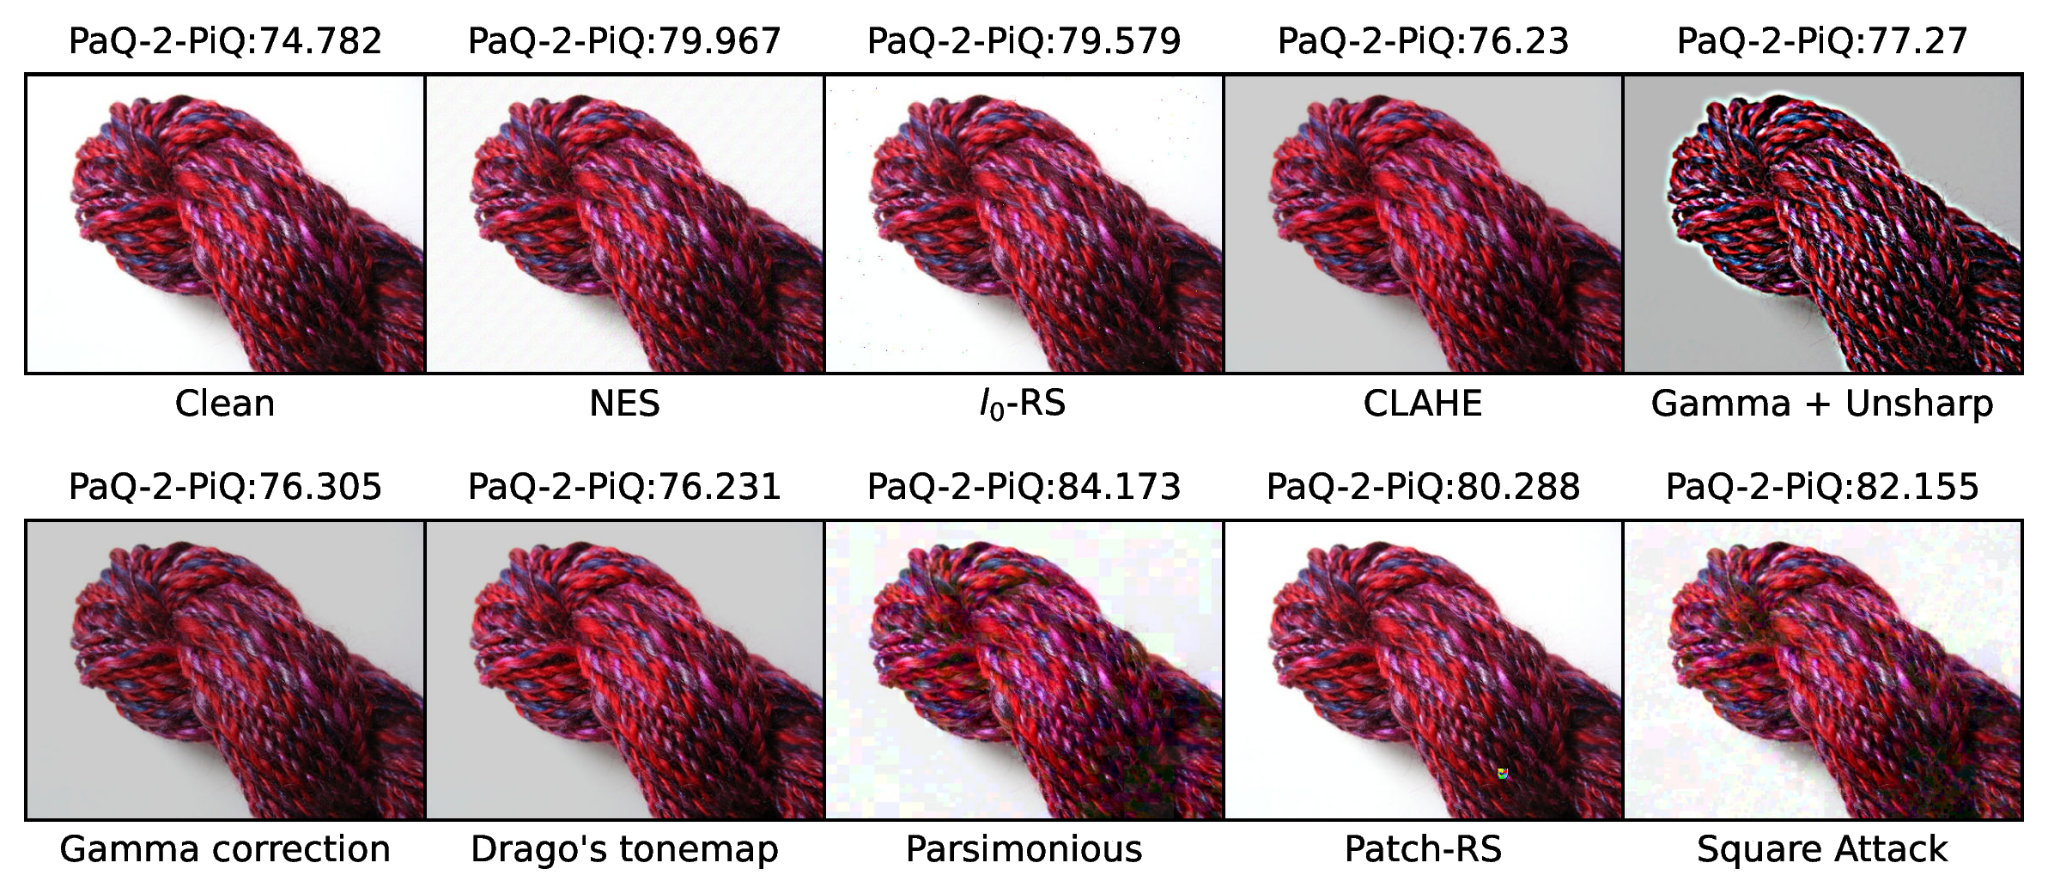 PaQ-2-PiQ:74.782 PaQ-2-PiQ:79.967 PaQ-2-PiQ:79.579 PaQ-2-PiQ:76.23 PaQ-2-PiQ:77.27
Clean NES l₀-RS CLAHE Gamma + Unsharp
PaQ-2-PiQ:76.305 PaQ-2-PiQ:76.231 PaQ-2-PiQ:84.173 PaQ-2-PiQ:80.288 PaQ-2-PiQ:82.155
Gamma correction Drago's tonemap Parsimonious Patch-RS Square Attack